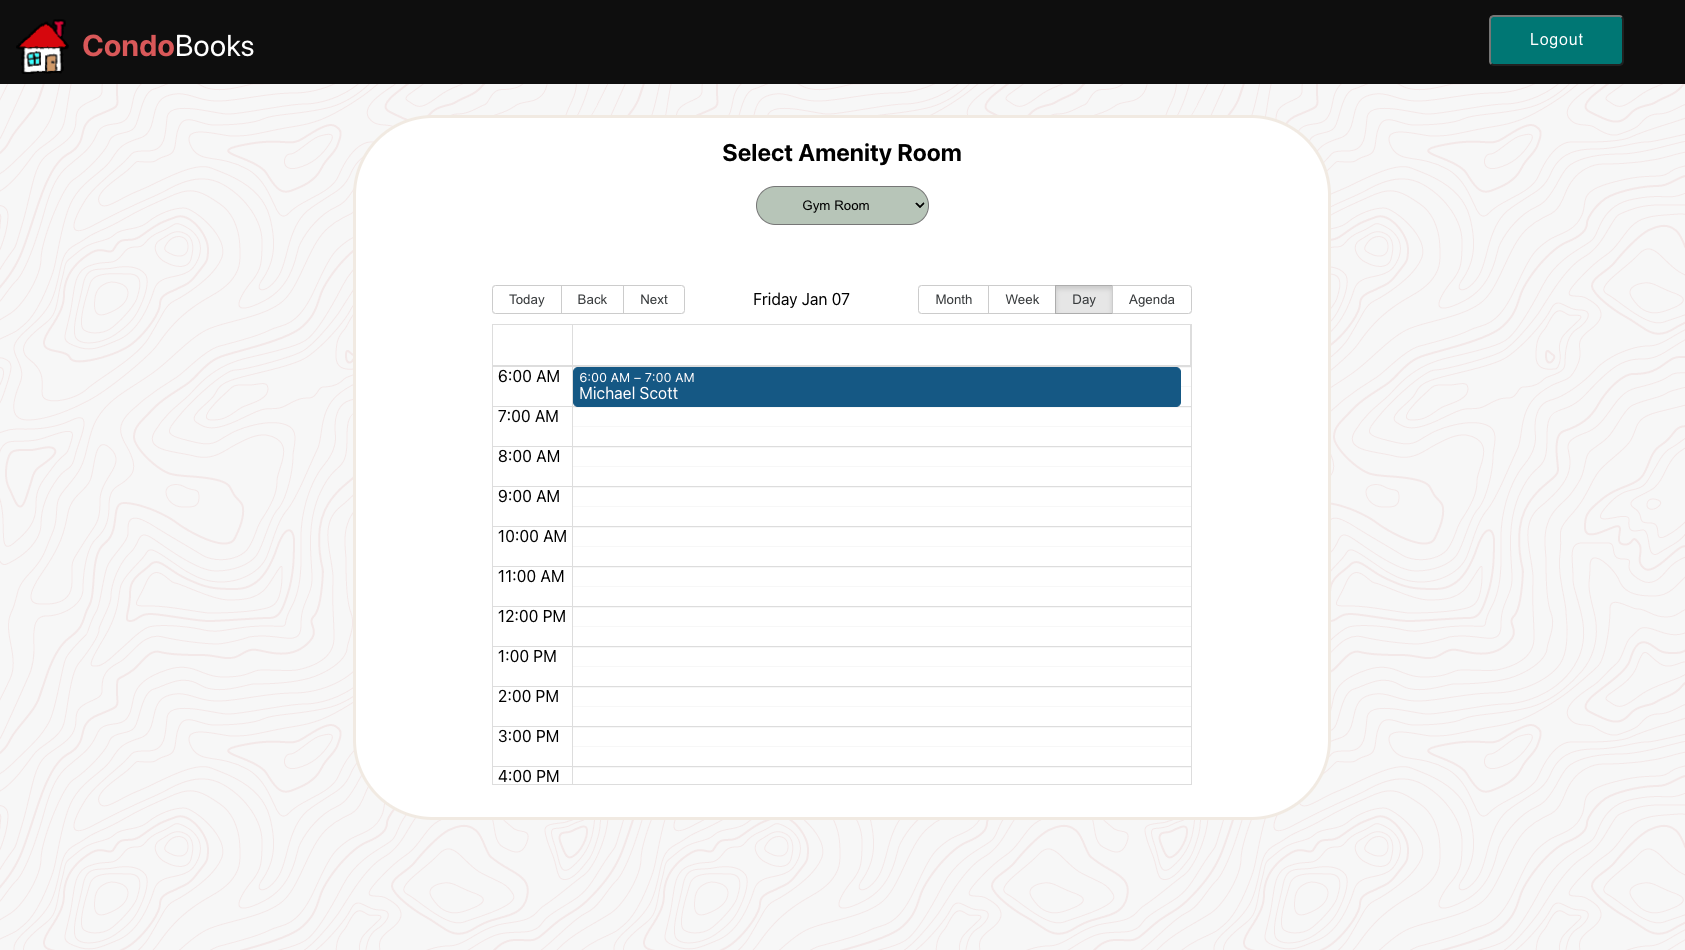 CondoBooks
Logout
Select Amenity Room
Gym Room
Today Back Next Friday Jan 07 Month Week Day Agenda
6:00 AM
6:00 AM – 7:00 AM
Michael Scott
7:00 AM
8:00 AM
9:00 AM
10:00 AM
11:00 AM
12:00 PM
1:00 PM
2:00 PM
3:00 PM
4:00 PM